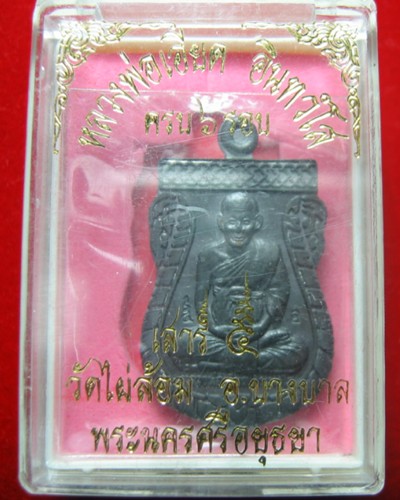 หลวงพ่อเอียด อินทวํโส
ครบ ๖ รอบ
เสาร์ ๕
วัดไผ่ล้อม อ.บางบาล
พระนครศรีอยุธยา